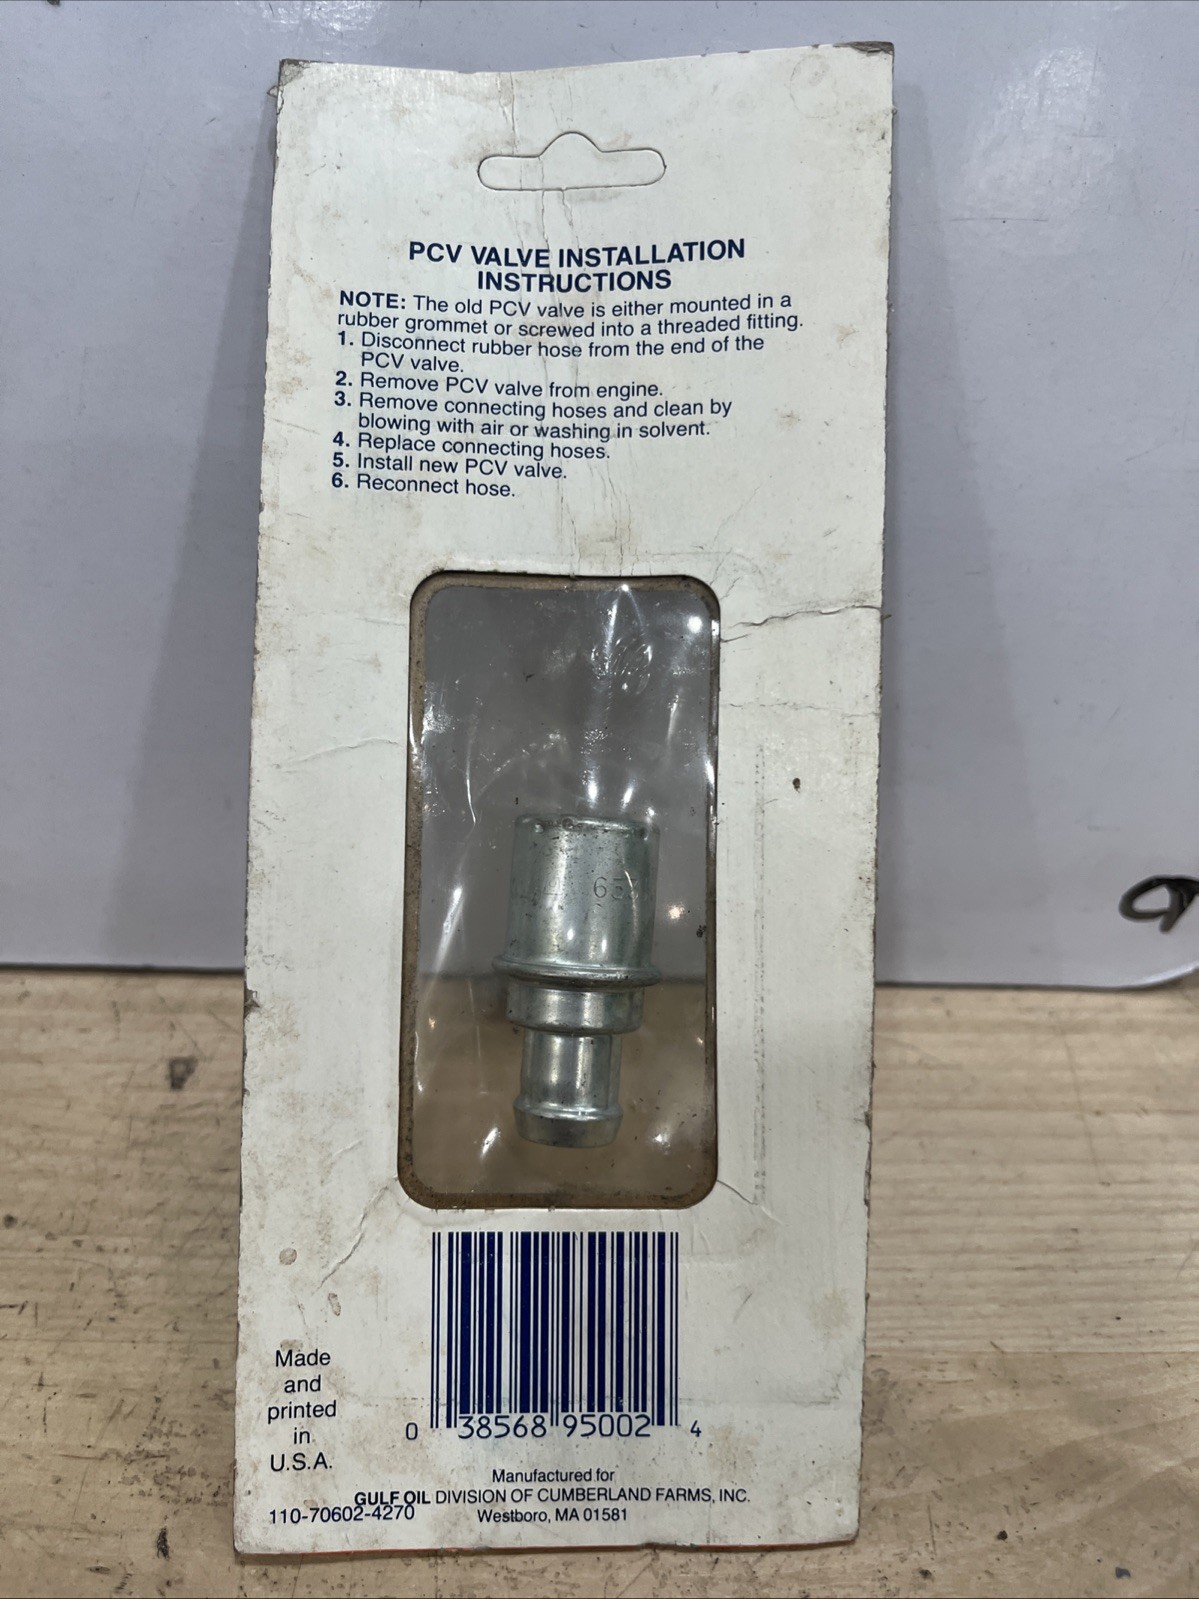 PCV VALVE INSTALLATION
INSTRUCTIONS
NOTE: The old PCV valve is either mounted in a
rubber grommet or screwed into a threaded fitting.
1. Disconnect rubber hose from the end of the
PCV valve.
2. Remove PCV valve from engine.
3. Remove connecting hoses and clean by
blowing with air or washing in solvent.
4. Replace connecting hoses.
5. Install new PCV valve.
6. Reconnect hose.
0 38568 95002 4
Made
and
printed
in
U.S.A.
Manufactured for
GULF OIL DIVISION OF CUMBERLAND FARMS, INC.
110-70602-4270
Westboro, MA 01581